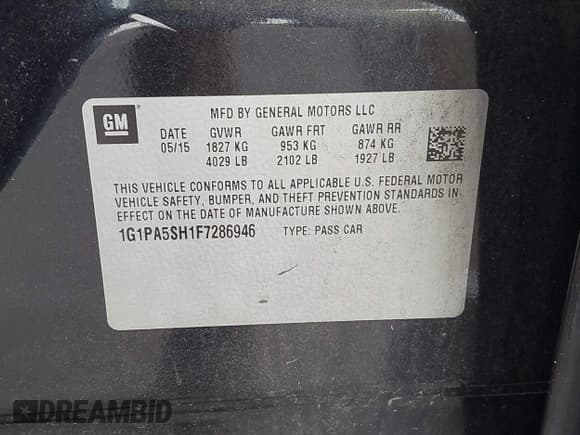 GM
MFD BY GENERAL MOTORS LLC
DATE GVWR GAWR FRT GAWR RR
05/15 1827 KG 953 KG 874 KG
4029 LB 2102 LB 1927 LB
THIS VEHICLE CONFORMS TO ALL APPLICABLE U.S. FEDERAL MOTOR
VEHICLE SAFETY, BUMPER, AND THEFT PREVENTION STANDARDS IN
EFFECT ON THE DATE OF MANUFACTURE SHOWN ABOVE.
1G1PA5SH1F7286946 TYPE: PASS CAR
DREAMBID